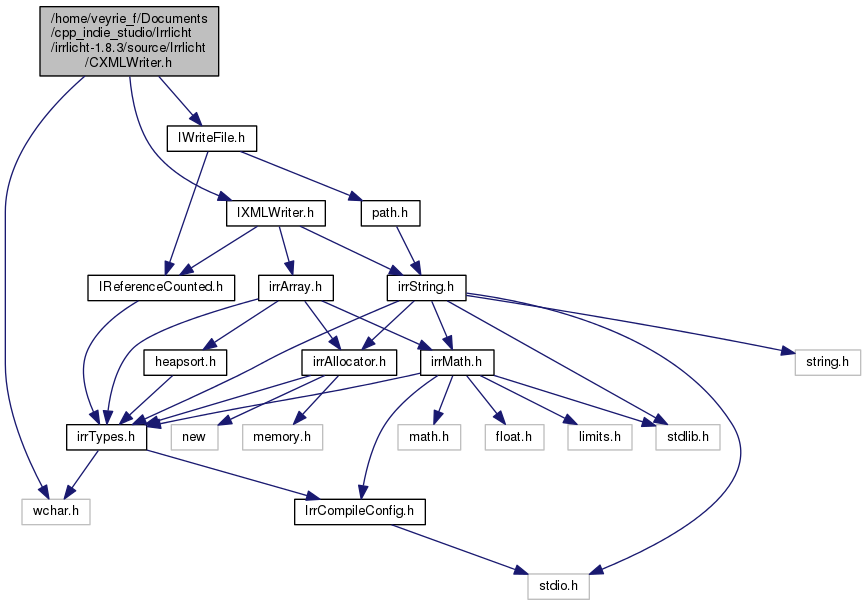 /home/veyrie_f/Documents
/cpp_indie_studio/Irrlicht
/irrlicht-1.8.3/source/Irrlicht
/CXMLWriter.h
IWriteFile.h
IXMLWriter.h
path.h
IReferenceCounted.h
irrArray.h
irrString.h
heapsort.h
irrAllocator.h
irrMath.h
string.h
irrTypes.h
new
memory.h
math.h
float.h
limits.h
stdlib.h
wchar.h
IrrCompileConfig.h
stdio.h